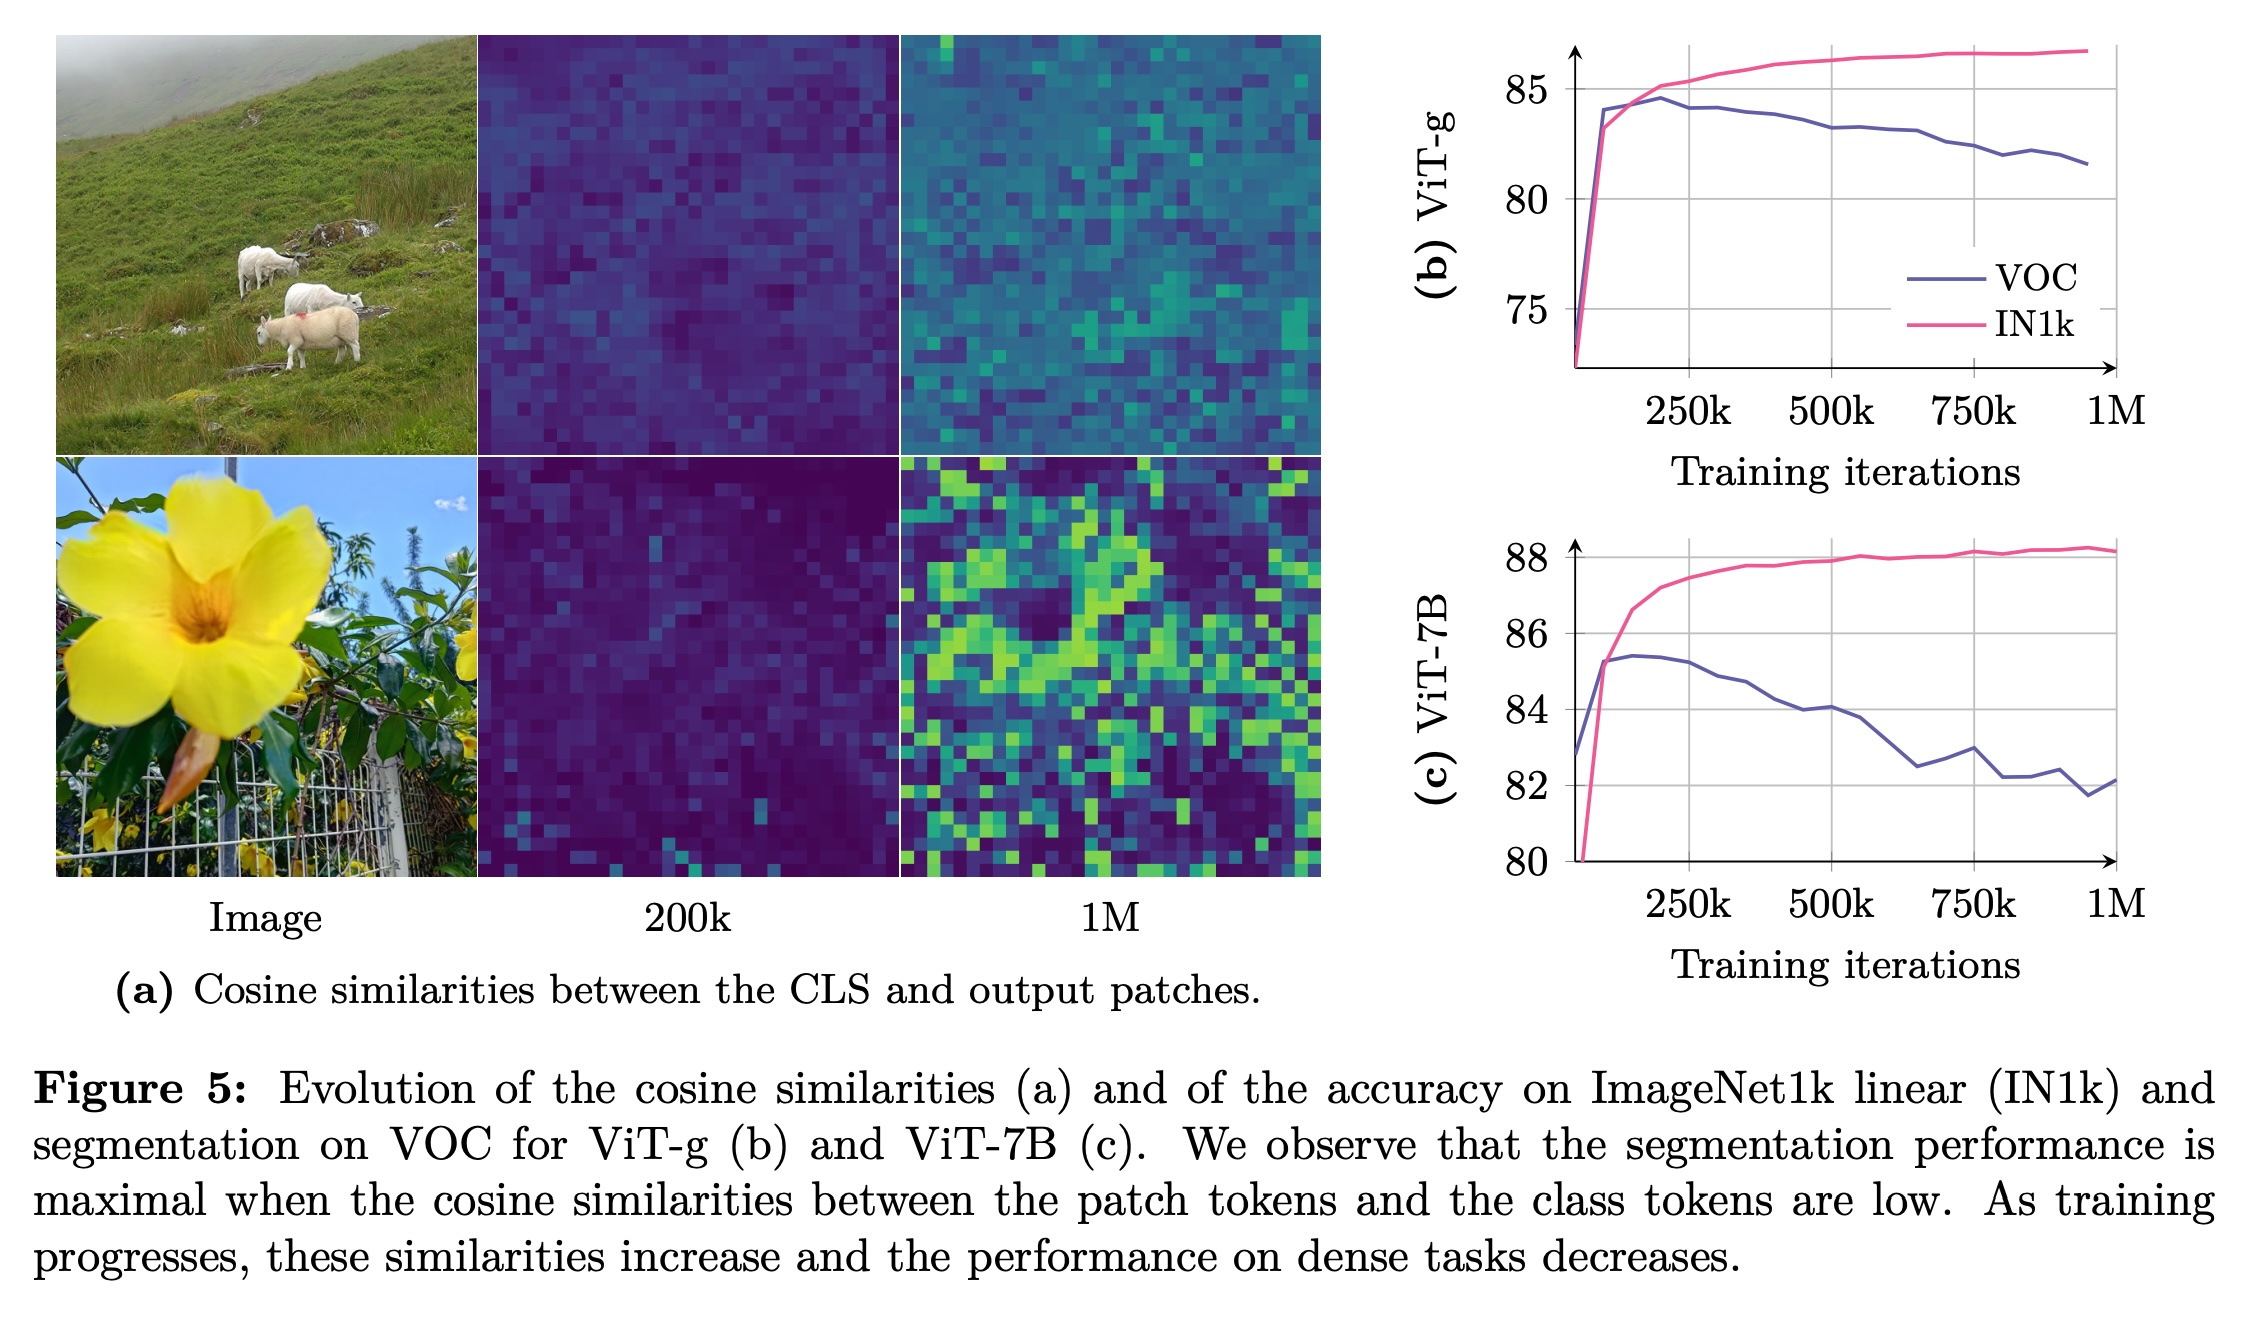 Image
200k
1M
(a) Cosine similarities between the CLS and output patches.
(b) ViT-g
85
80
75
VOC
IN1k
250k 500k 750k 1M
Training iterations
(c) ViT-7B
88
86
84
82
80
250k 500k 750k 1M
Training iterations
Figure 5: Evolution of the cosine similarities (a) and of the accuracy on ImageNet1k linear (IN1k) and
segmentation on VOC for ViT-g (b) and ViT-7B (c). We observe that the segmentation performance is
maximal when the cosine similarities between the patch tokens and the class tokens are low. As training
progresses, these similarities increase and the performance on dense tasks decreases.